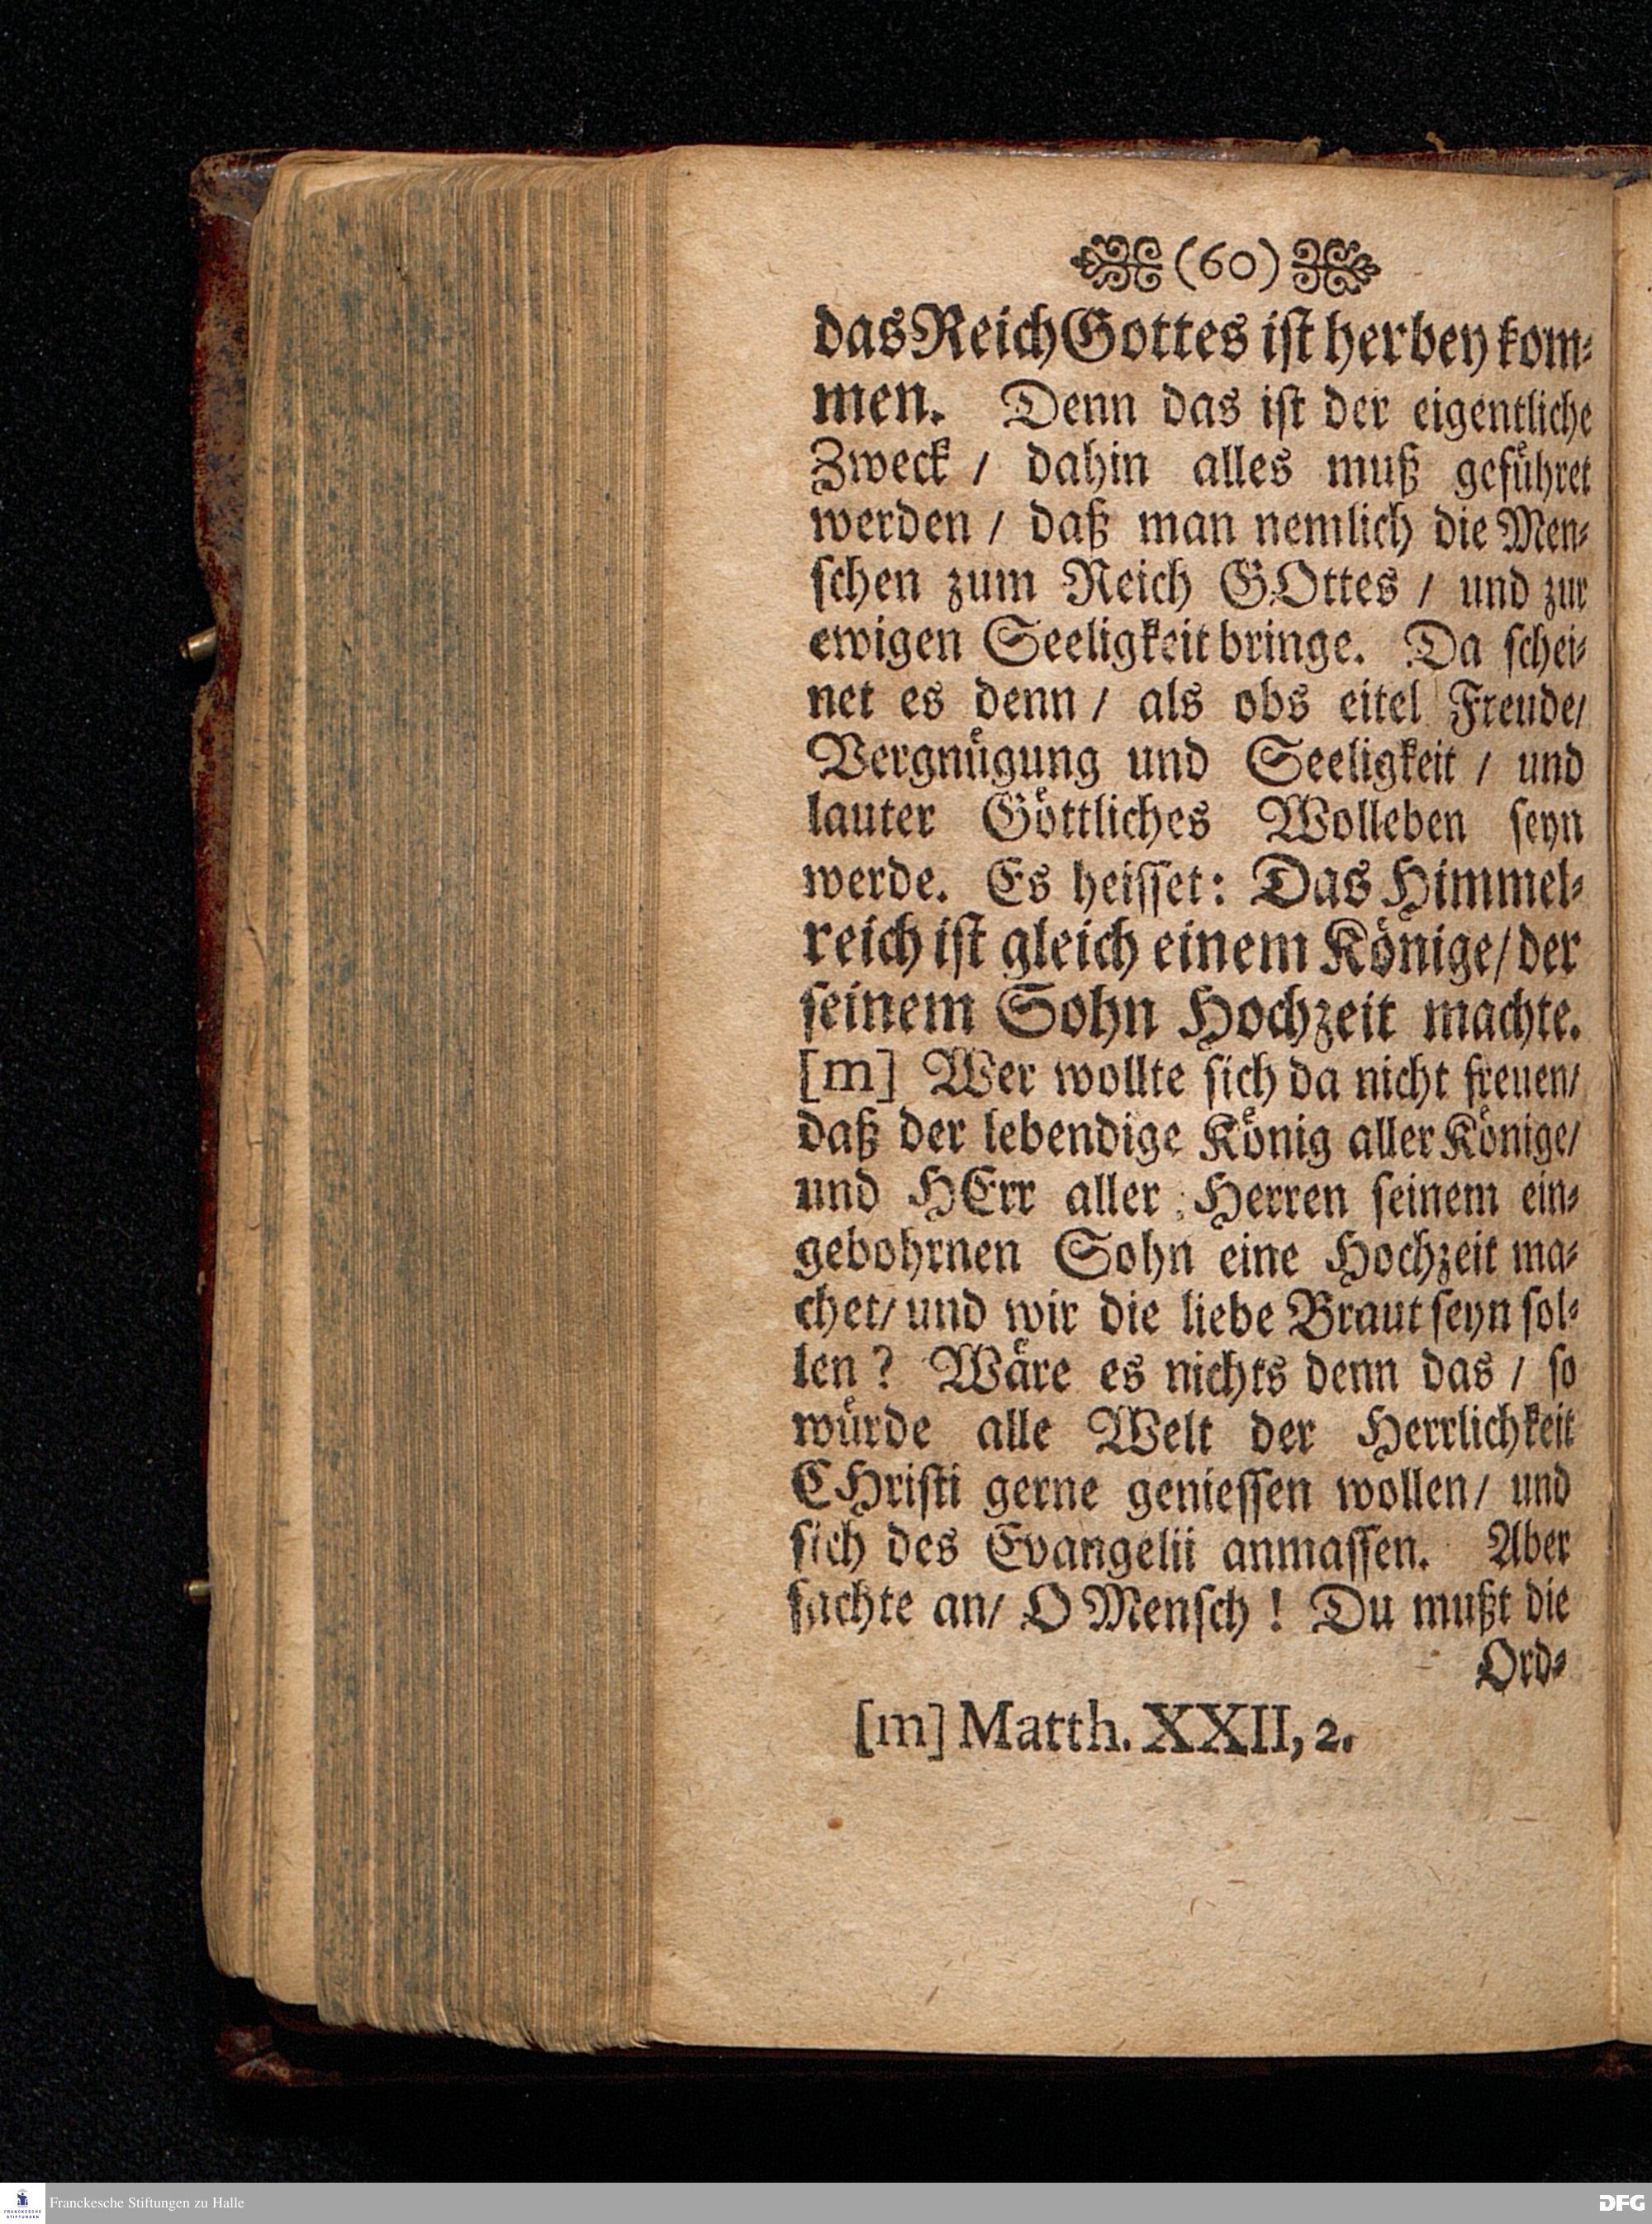 (60)
das Reich Gottes ist herbey kom-
men. Denn das ist der eigentliche
Zweck / dahin alles muß geführet
werden / daß man nemlich die Men-
schen zum Reich GOttes / und zur
ewigen Seeligkeit bringe. Da schei-
net es denn / als obs eitel Freude/
Vergnügung und Seeligkeit / und
lauter Göttliches Wolleben seyn
werde. Es heisset: Das Himmel-
reich ist gleich einem Könige/ der
seinem Sohn Hochzeit machte.
[m] Wer wollte sich da nicht freuen/
daß der lebendige König aller Könige/
und HErr aller Herren seinem ein-
gebohrnen Sohn eine Hochzeit ma-
chet/ und wir die liebe Braut seyn sol-
len? Wäre es nichts denn das / so
würde alle Welt der Herrlichkeit
CHristi gerne geniessen wollen/ und
sich des Evangelii anmassen. Aber
sachte an/ O Mensch! Du mußt die
Ord-
[m] Matth. XXII, 2.
Franckesche Stiftungen zu Halle
DFG